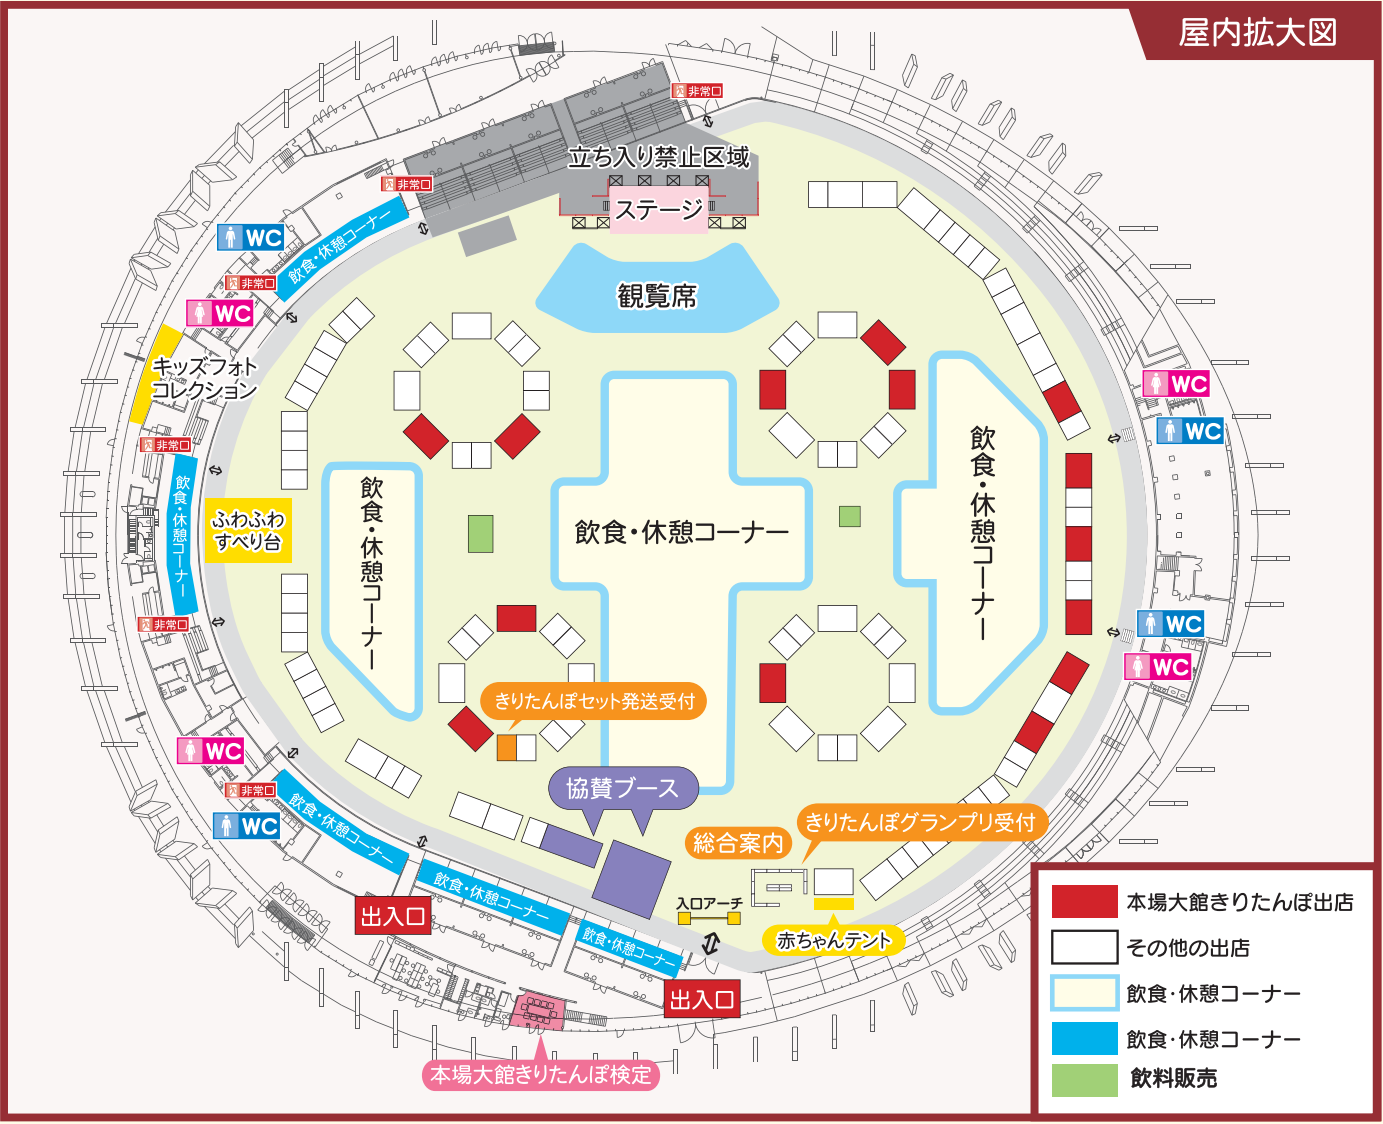 屋内拡大図
非常口
立ち入り禁止区域
非常口
ステージ
WC
飲食・休憩コーナー
非常口
観覧席
WC
キッズフォト
コレクション
WC
WC
非常口
飲食・休憩コーナー
飲食・休憩コーナー
飲食・休憩コーナー
飲食・休憩コーナー
ふわふわ
すべり台
非常口
WC
WC
きりたんぽセット発送受付
WC
非常口
協賛ブース
WC
飲食・休憩コーナー
総合案内
きりたんぽグランプリ受付
飲食・休憩コーナー
入口アーチ
出入口
飲食・休憩コーナー
赤ちゃんテント
出入口
本場大館きりたんぽ検定
本場大館きりたんぽ出店
その他の出店
飲食・休憩コーナー
飲食・休憩コーナー
飲料販売